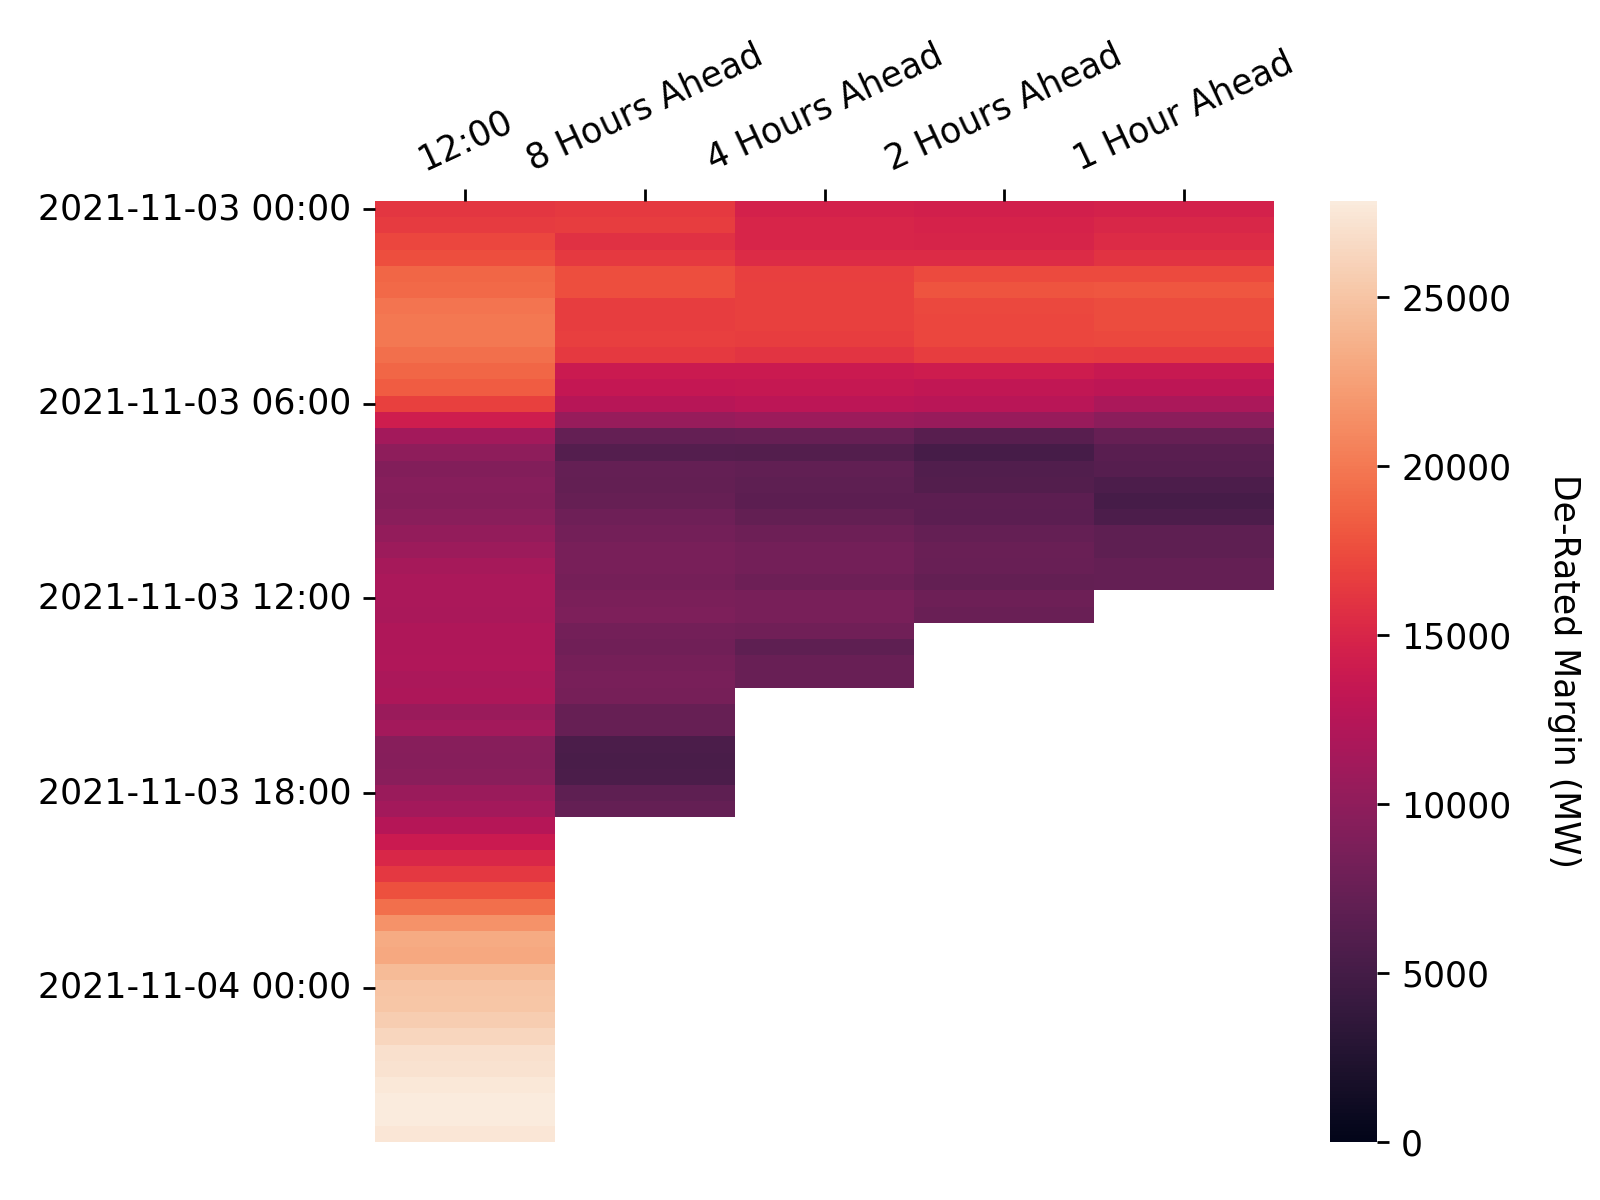 12:00
8 Hours Ahead
4 Hours Ahead
2 Hours Ahead
1 Hour Ahead
2021-11-03 00:00
2021-11-03 06:00
2021-11-03 12:00
2021-11-03 18:00
2021-11-04 00:00
25000
20000
15000
10000
5000
0
De-Rated Margin (MW)